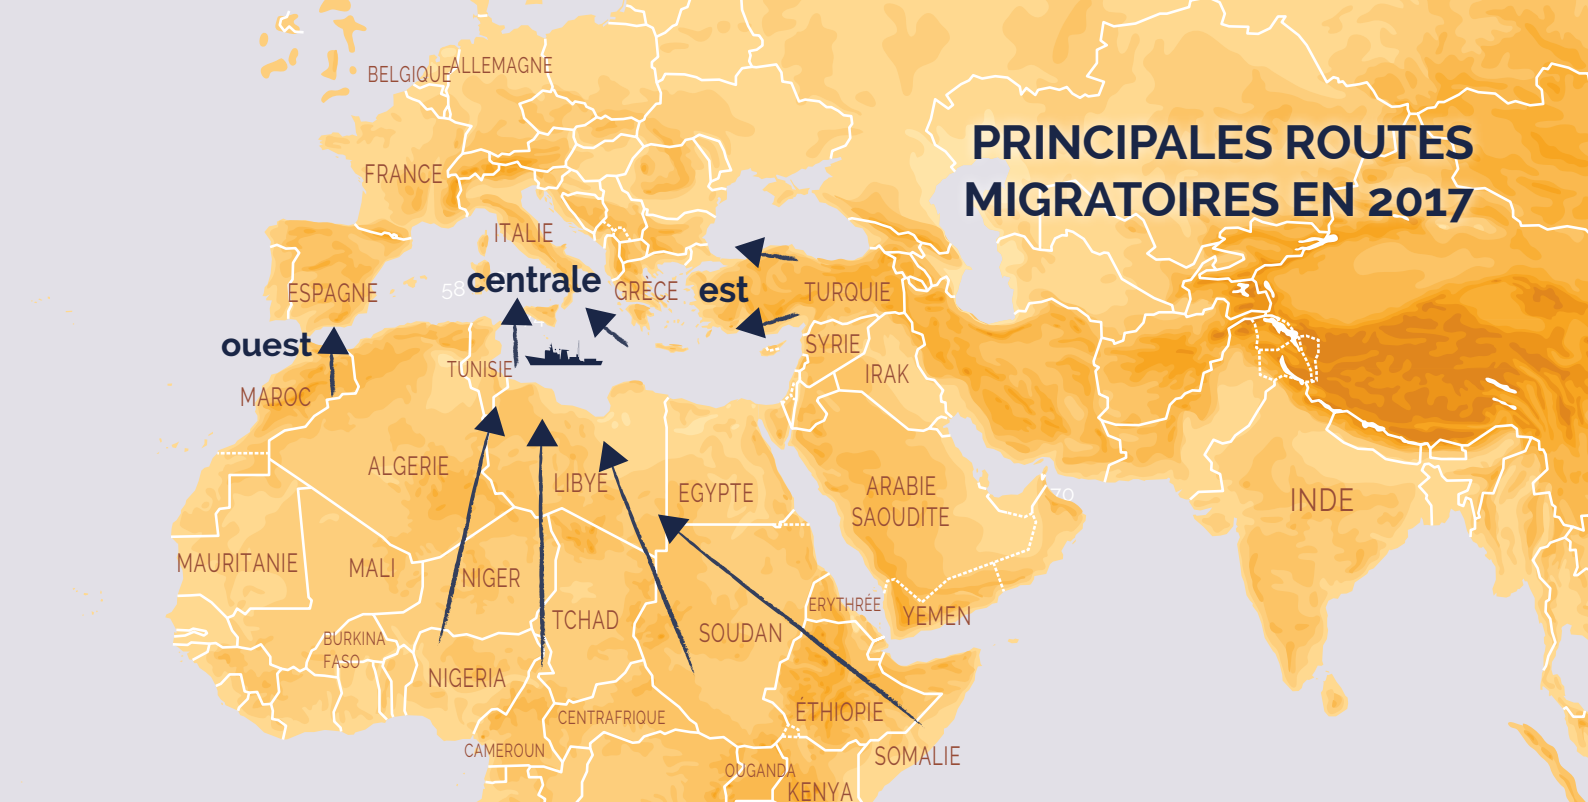 BELGIQUE
ALLEMAGNE
PRINCIPALES ROUTES
MIGRATOIRES EN 2017
FRANCE
ITALIE
58
centrale
GRÈCE
est
TURQUIE
ESPAGNE
ouest
SYRIE
TUNISIE
IRAK
MAROC
ALGERIE
LIBYE
EGYPTE
ARABIE
SAOUDITE
70
INDE
MAURITANIE
MALI
NIGER
TCHAD
SOUDAN
ERYTHRÉE
YEMEN
BURKINA
FASO
NIGERIA
CENTRAFRIQUE
ÉTHIOPIE
CAMEROUN
SOMALIE
OUGANDA
KENYA